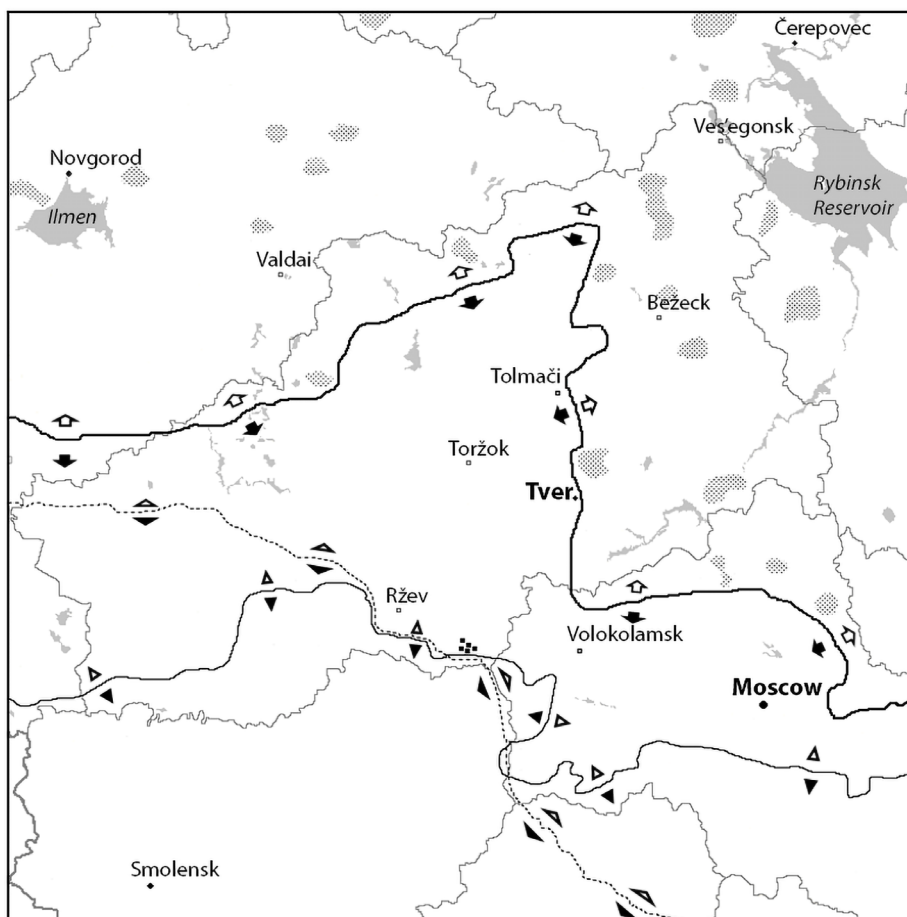 Čerepovec
Ves'egonsk
Novgorod
Ilmen
Rybinsk
Reservoir
Valdai
Bežeck
Tolmači
Toržok
Tver
Ržev
Volokolamsk
Moscow
Smolensk